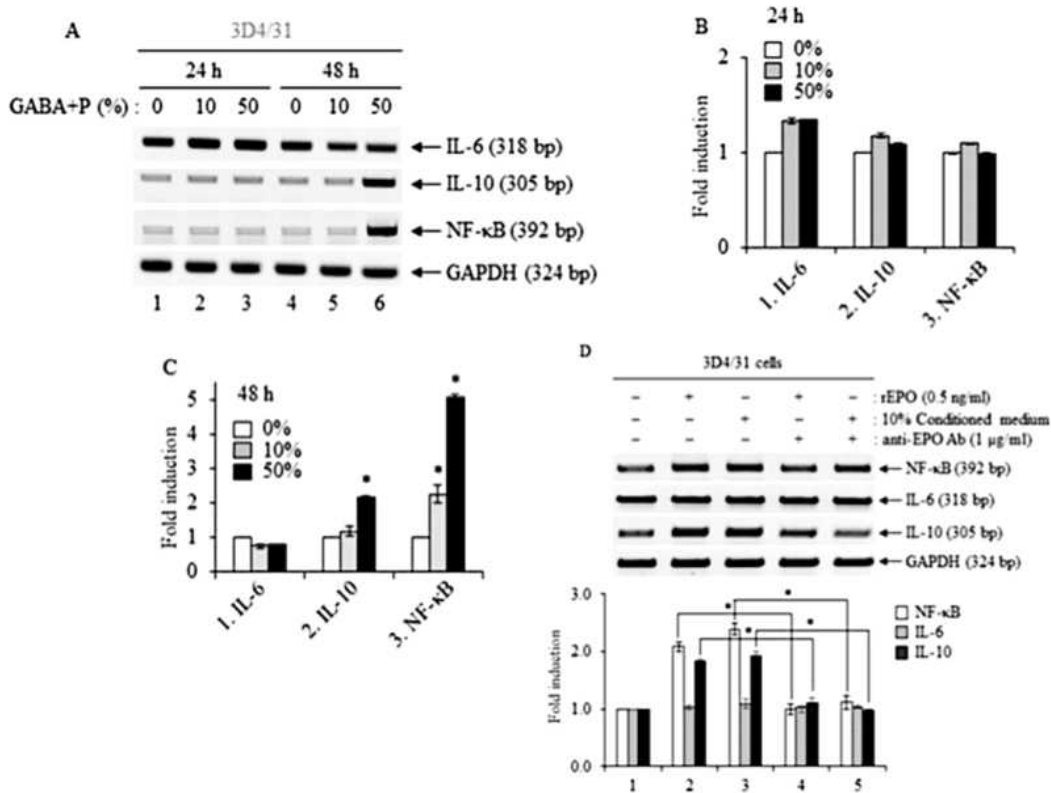 A
3D4/31
24 h 48 h
GABA+P (%) : 0 10 50 0 10 50
IL-6 (318 bp)
IL-10 (305 bp)
NF-κB (392 bp)
GAPDH (324 bp)
1 2 3 4 5 6
B
24 h
0%
10%
50%
Fold induction
2
1
0
1. IL-6
2. IL-10
3. NF-κB
C
48 h
0%
10%
50%
Fold induction
5
4
3
2
1
0
* * *
1. IL-6
2. IL-10
3. NF-κB
D
3D4/31 cells
- + - + - : rEPO (0.5 ng/ml)
- - + - + : 10% Conditioned medium
- - - + + : anti-EPO Ab (1 μg/ml)
NF-κB (392 bp)
IL-6 (318 bp)
IL-10 (305 bp)
GAPDH (324 bp)
Fold induction
3.0
2.0
1.0
0.0
* * * *
NF-κB
IL-6
IL-10
1 2 3 4 5